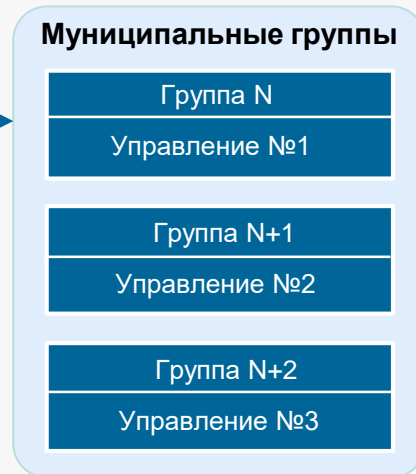 Муниципальные группы
Группа N
Управление №1
Группа N+1
Управление №2
Группа N+2
Управление №3